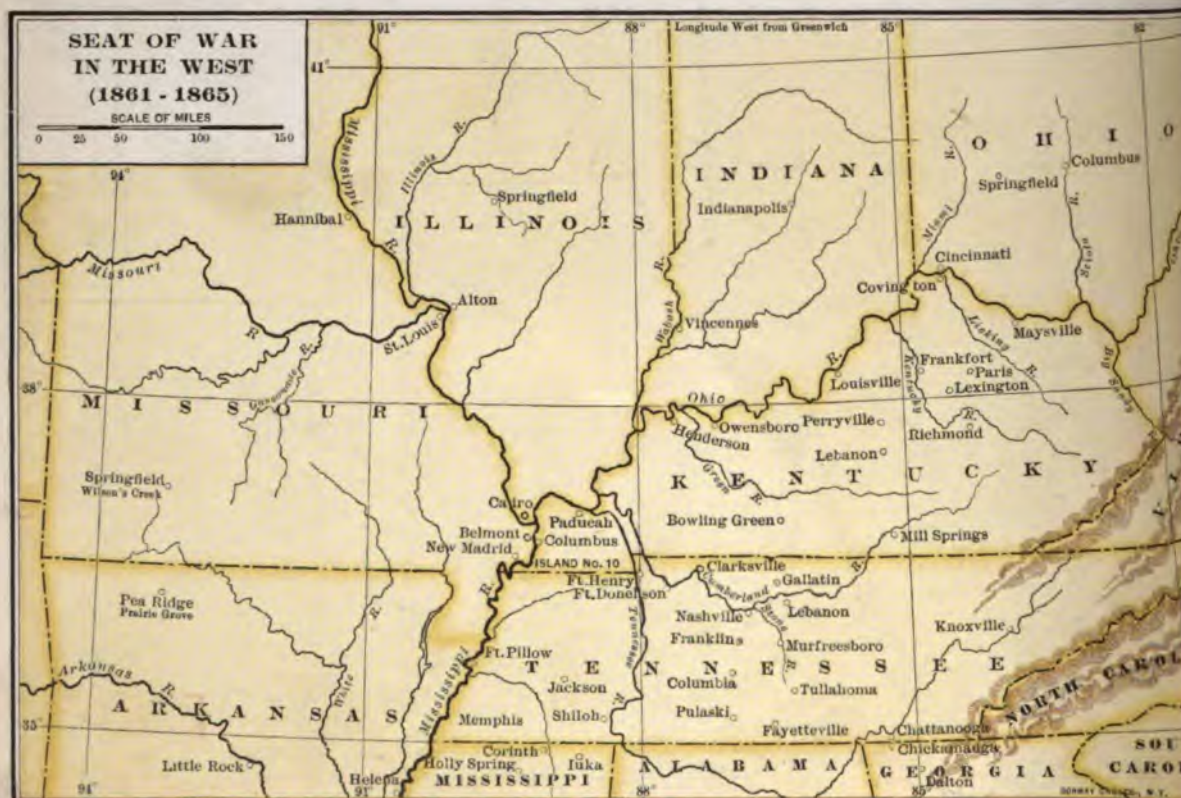 SEAT OF WAR
IN THE WEST
(1861 - 1865)
SCALE OF MILES
0 25 50 100 150
91°
88°
Longitude West from Greenwich
85°
82
41°
94°
38°
35°
94°
91°
88°
85°
Mississippi
R.
Illinois R.
Springfield
Hannibal
ILLINOIS
INDIANA
Indianapolis
OHIO
Columbus
Springfield
Miami R.
Scioto R.
Missouri
R
Alton
St. Louis
Gasconade R.
Wabash R.
Vincennes
Cincinnati
Covington
Maysville
Licking R.
Big Sandy
Frankfort
Paris
Lexington
Kentucky
R.
Louisville
Ohio
R.
MISSOURI
Owensboro
Henderson
Perryville
Richmond
Lebanon
Green R.
KENTUCKY
Springfield
Wilson's Creek
Cairo
Belmont
New Madrid
Paducah
Columbus
ISLAND No. 10
Bowling Green
Mill Springs
Ft. Henry
Ft. Donelson
Clarksville
Cumberland
R.
Gallatin
Stone
R.
Pea Ridge
Prairie Grove
Nashville
Lebanon
Knoxville
Franklin
Murfreesboro
Tennessee
R.
Ft. Pillow
TENNESSEE
Arkansas R.
White
R.
Mississippi
R.
Jackson
Columbia
Tullahoma
NORTH CAROL
ARKANSAS
Memphis
Shiloh
Pulaski
Fayetteville
Chattanooga
Corinth
Chickamauga
Little Rock
Holly Spring
Iuka
ALABAMA
GEORGIA
SOU
CAROL
Helena
MISSISSIPPI
Dalton